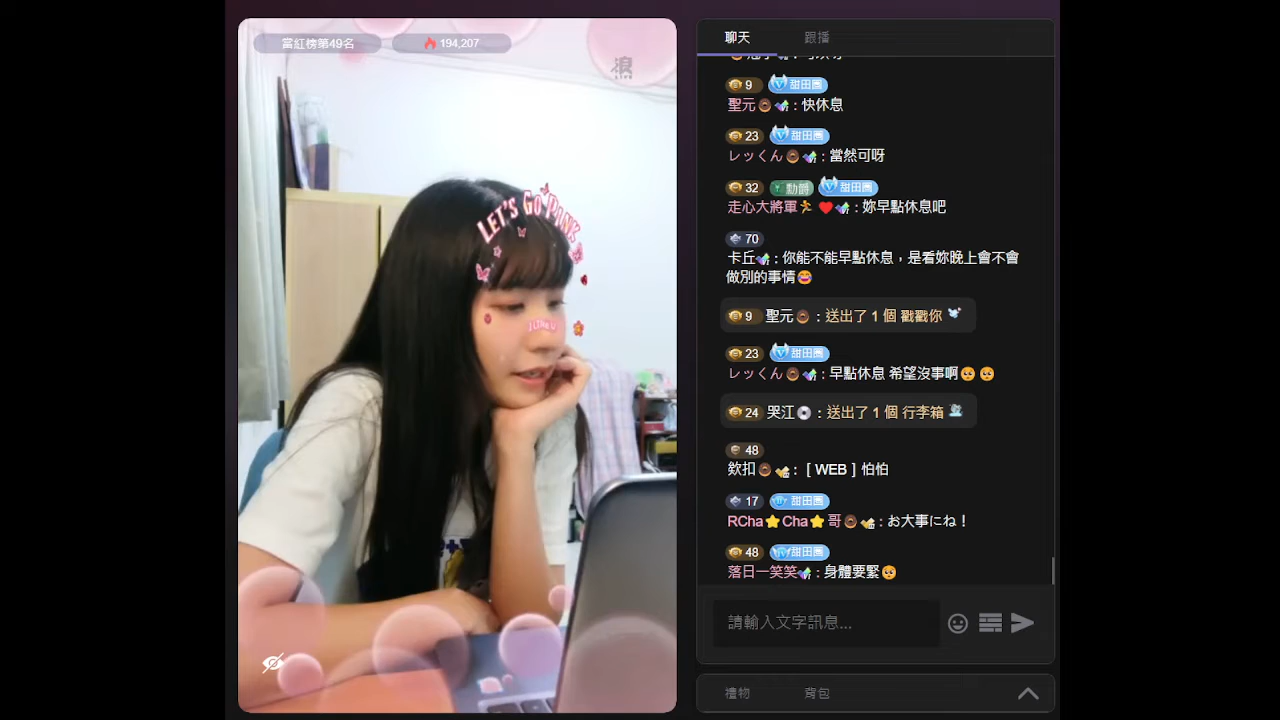 當紅榜第49名
194,207
浪
LIVE
LET'S GO PINK
聊天
跟播
9 甜田圈
聖元 : 快休息
23 甜田圈
レッくん : 當然可呀
32 勳爵 甜田圈
走心大將軍 : 妳早點休息吧
70
卡丘 : 你能不能早點休息，是看妳晚上會不會
做別的事情
9 聖元 : 送出了 1 個 戳戳你
23 甜田圈
レッくん : 早點休息 希望沒事啊
24 哭江 : 送出了 1 個 行李箱
48
欸扣 : [ WEB ] 怕怕
17 甜田圈
RCha Cha 哥 : お大事にね！
48 甜田圈
落日一笑笑 : 身體要緊
請輸入文字訊息...
禮物
背包